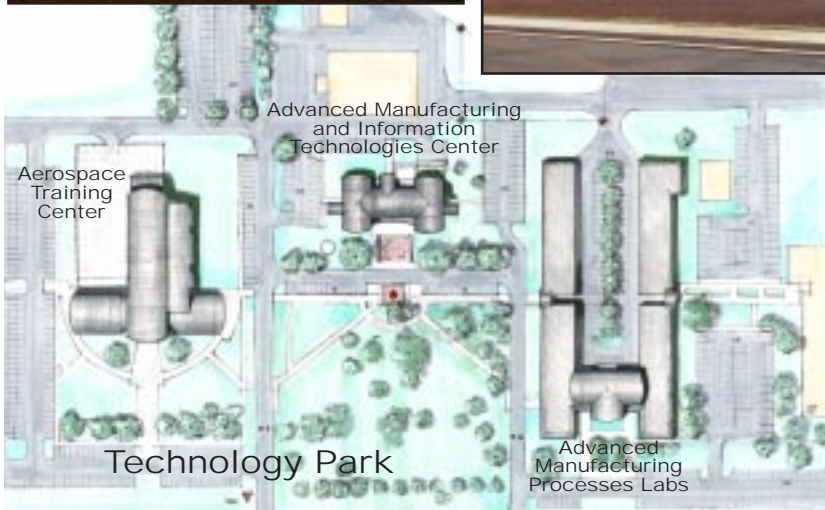 Advanced Manufacturing
and Information
Technologies Center
Aerospace
Training
Center
Technology Park
Advanced
Manufacturing
Processes Labs